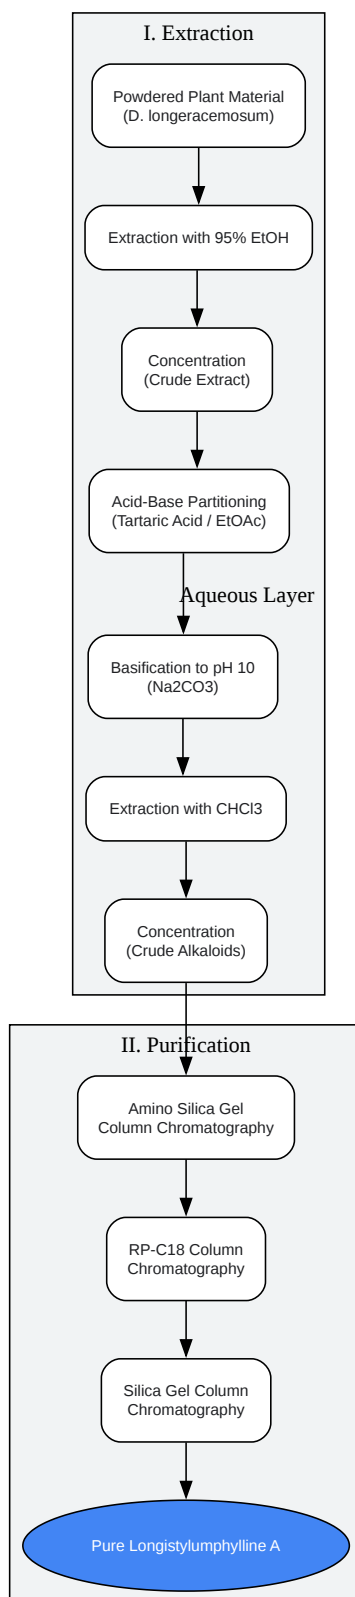 I. Extraction
Powdered Plant Material
(D. longeracemosum)
Extraction with 95% EtOH
Concentration
(Crude Extract)
Acid-Base Partitioning
(Tartaric Acid / EtOAc)
Aqueous Layer
Basification to pH 10
(Na2CO3)
Extraction with CHCl3
Concentration
(Crude Alkaloids)
II. Purification
Amino Silica Gel
Column Chromatography
RP-C18 Column
Chromatography
Silica Gel Column
Chromatography
Pure Longistylumphylline A